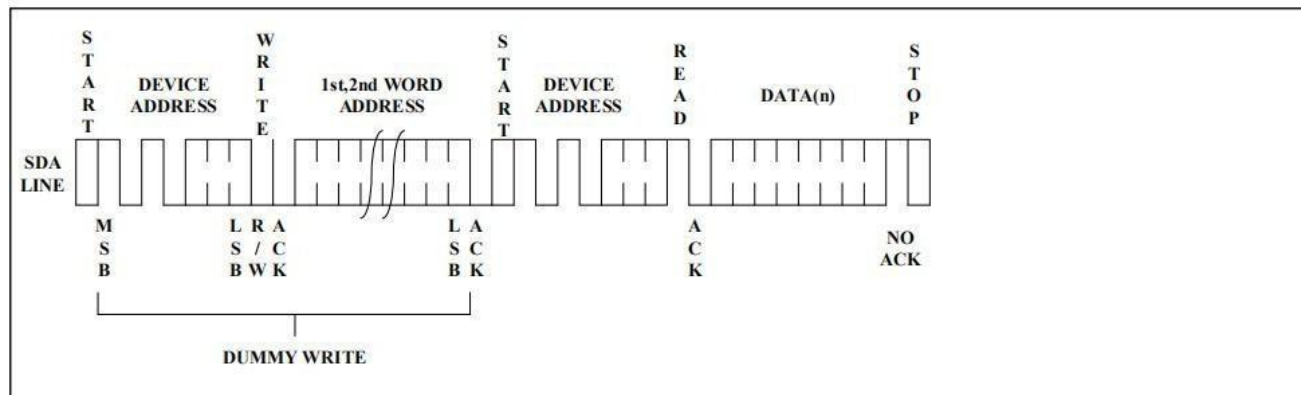 START
WRITE
START
READ
STOP
DEVICE
ADDRESS
1st,2nd WORD
ADDRESS
DEVICE
ADDRESS
DATA(n)
SDA
LINE
MSB
LSB
R/W
ACK
LSB
ACK
ACK
NO
ACK
DUMMY WRITE